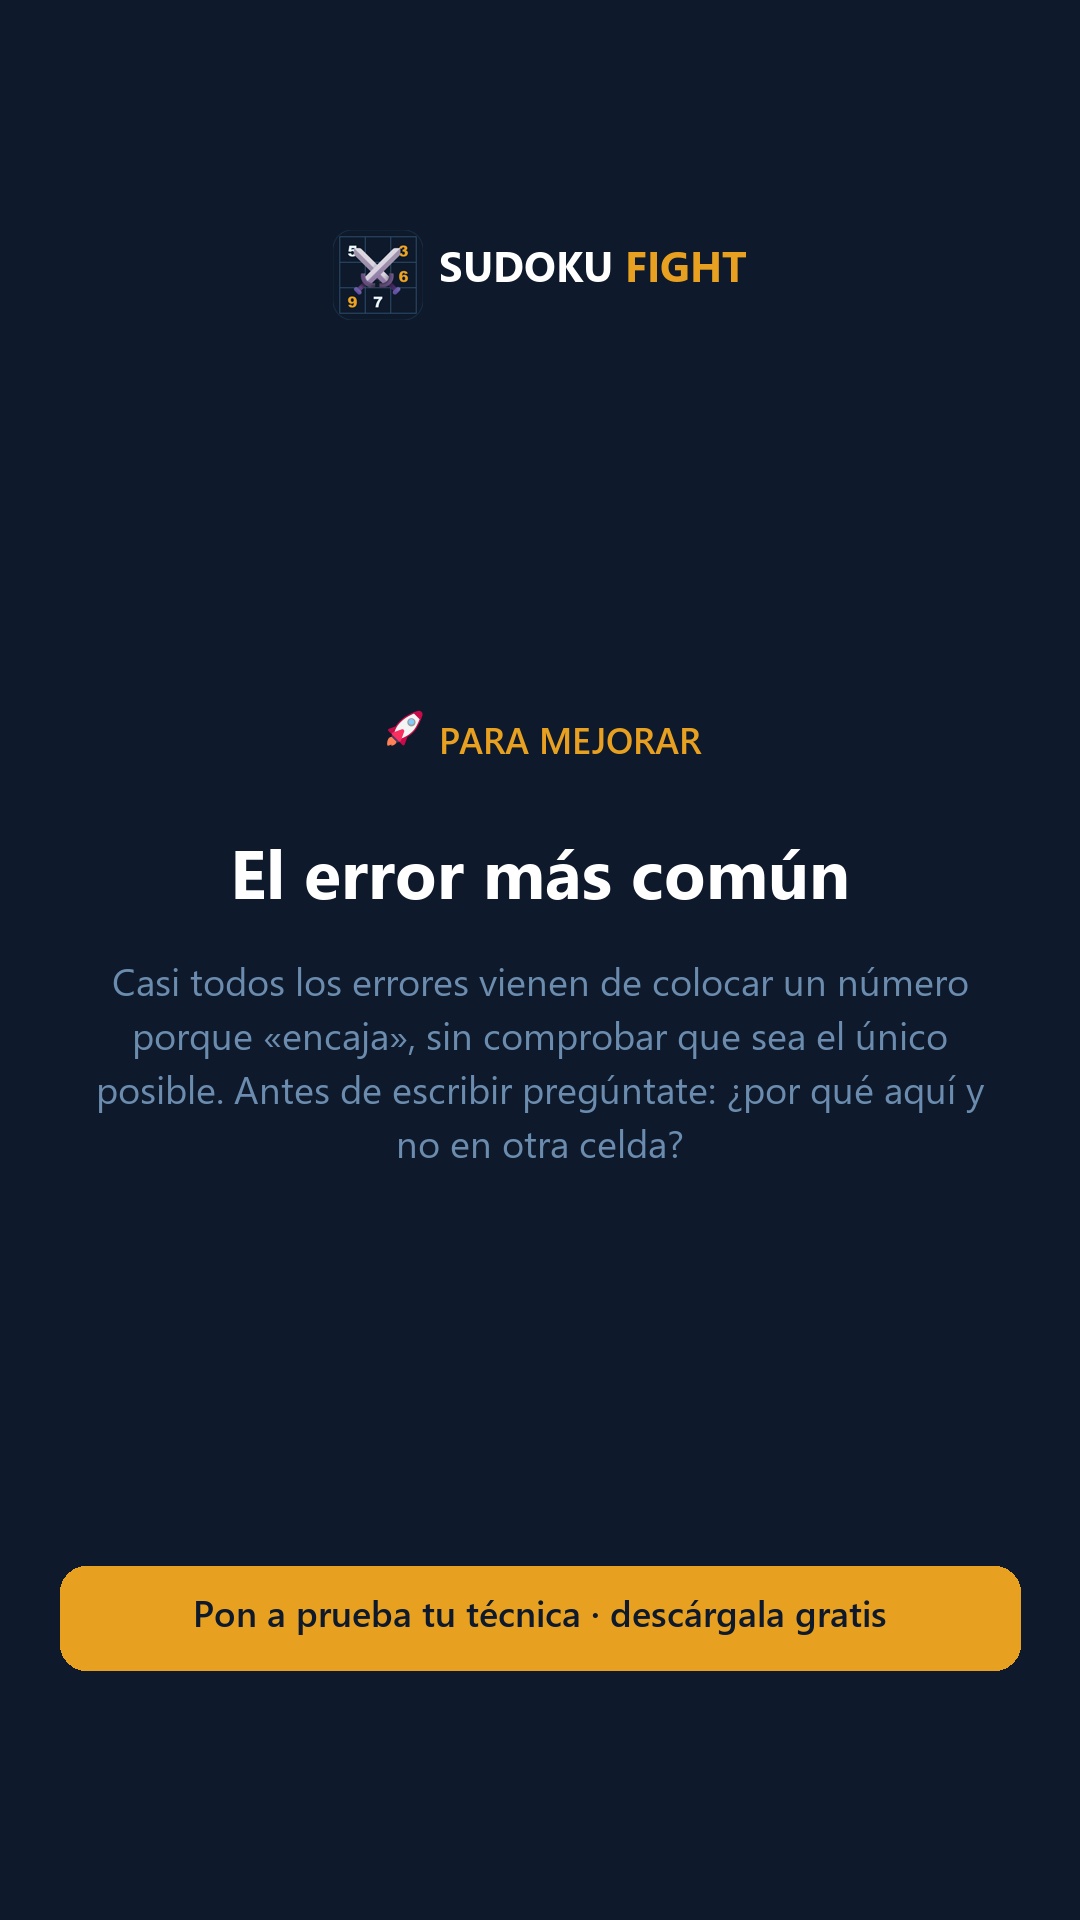 5 3
6
9 7
SUDOKU FIGHT
PARA MEJORAR
El error más común
Casi todos los errores vienen de colocar un número
porque «encaja», sin comprobar que sea el único
posible. Antes de escribir pregúntate: ¿por qué aquí y
no en otra celda?
Pon a prueba tu técnica · descárgala gratis